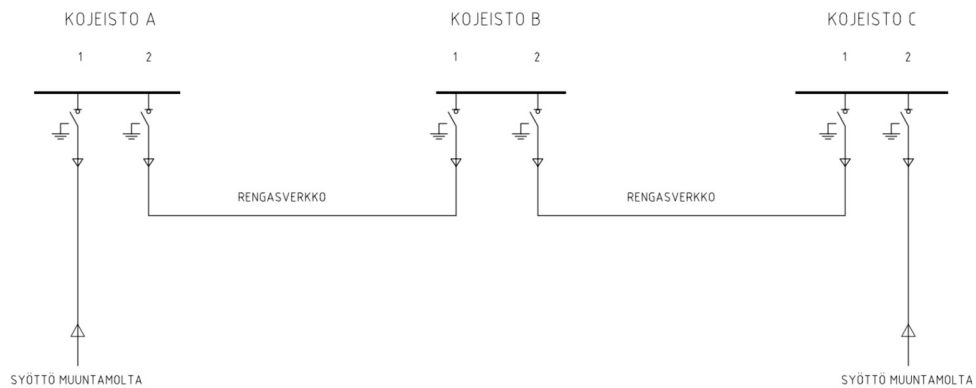 KOJEISTO A
KOJEISTO B
KOJEISTO C
1 2
1 2
1 2
RENGASVERKKO
RENGASVERKKO
SYÖTTÖ MUUNTAMOLTA
SYÖTTÖ MUUNTAMOLTA